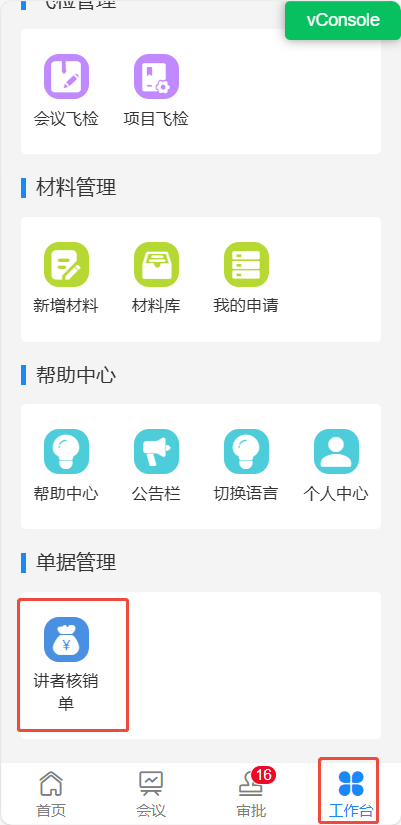 飞检管理
vConsole
会议飞检
项目飞检
材料管理
新增材料
材料库
我的申请
帮助中心
帮助中心
公告栏
切换语言
个人中心
单据管理
¥
讲者核销
单
16
首页
会议
审批
工作台